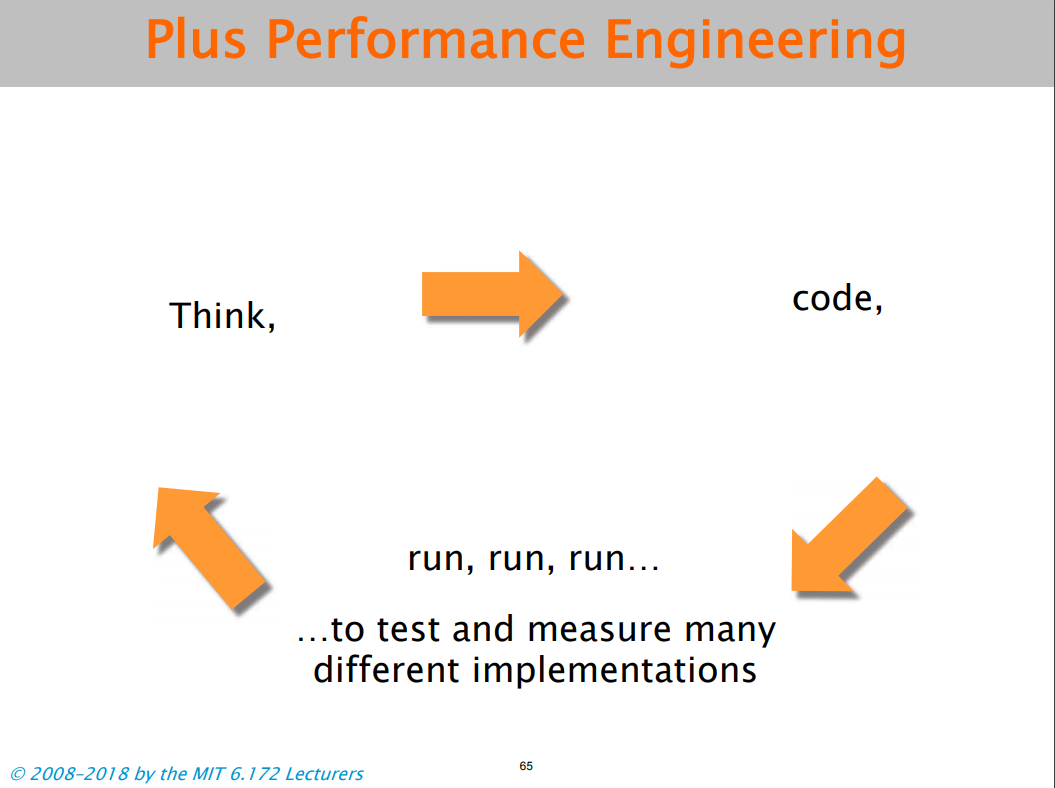 Plus Performance Engineering
Think,
code,
run, run, run…
…to test and measure many
different implementations
© 2008–2018 by the MIT 6.172 Lecturers
65